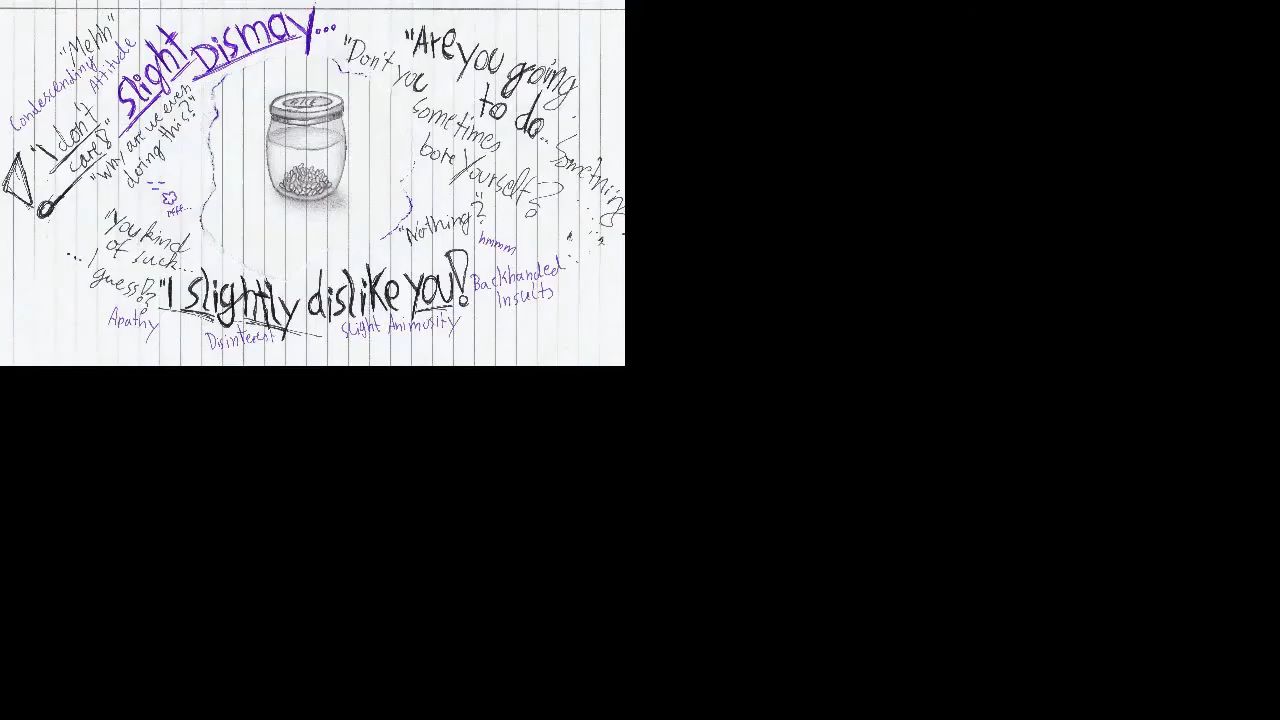 "Mehh"
Condescending
Attitude
Slight
Dismay...
"I don't
care!"
"Why are we even
doing this?"
"Don't you
sometimes
bore yourself?
"Are you going
to do...
Something
"Nothing"?
hmmm
RICE
"You kind
of suck...
... I
guess!?
Apathy
"I slightly dislike you!
Disinterest
Slight Animosity
Backhanded
Insults